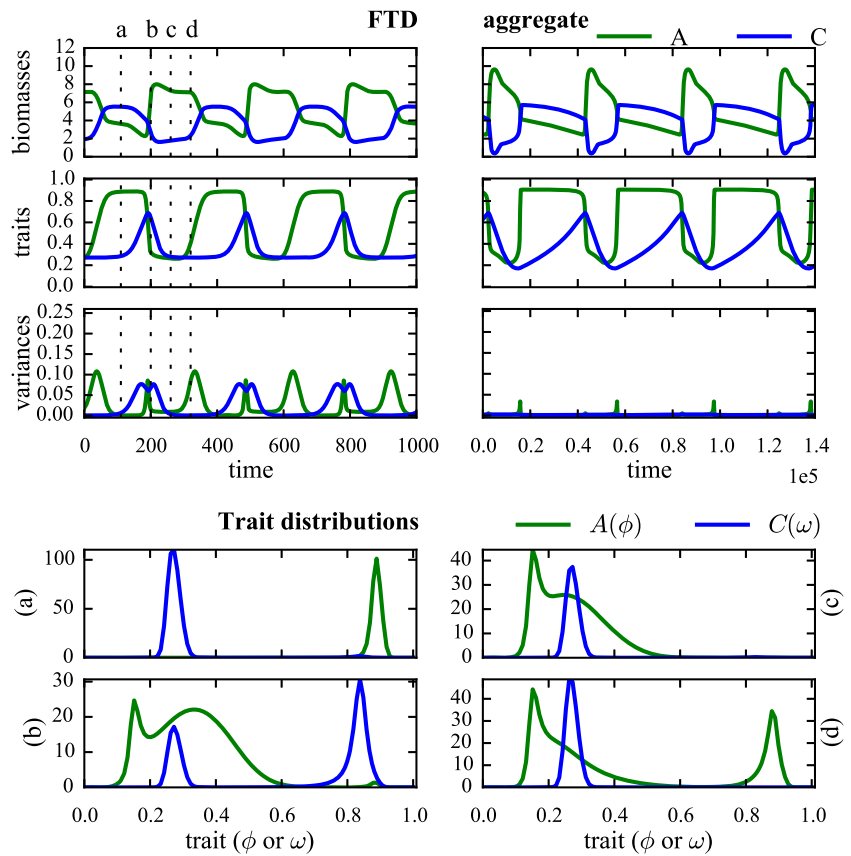 FTD
aggregate
a b c d
A C
biomasses
12
10
8
6
4
2
0
traits
1.0
0.8
0.6
0.4
0.2
0.0
variances
0.25
0.20
0.15
0.10
0.05
0.00
0 200 400 600 800 1000
0.0 0.2 0.4 0.6 0.8 1.0 1.2 1.4
time
time
1e5
Trait distributions
A(ϕ) C(ω)
(a)
100
50
0
40
30
20
10
0
(c)
(b)
30
20
10
0
40
30
20
10
0
(d)
0.0 0.2 0.4 0.6 0.8 1.0
0.0 0.2 0.4 0.6 0.8 1.0
trait (ϕ or ω)
trait (ϕ or ω)